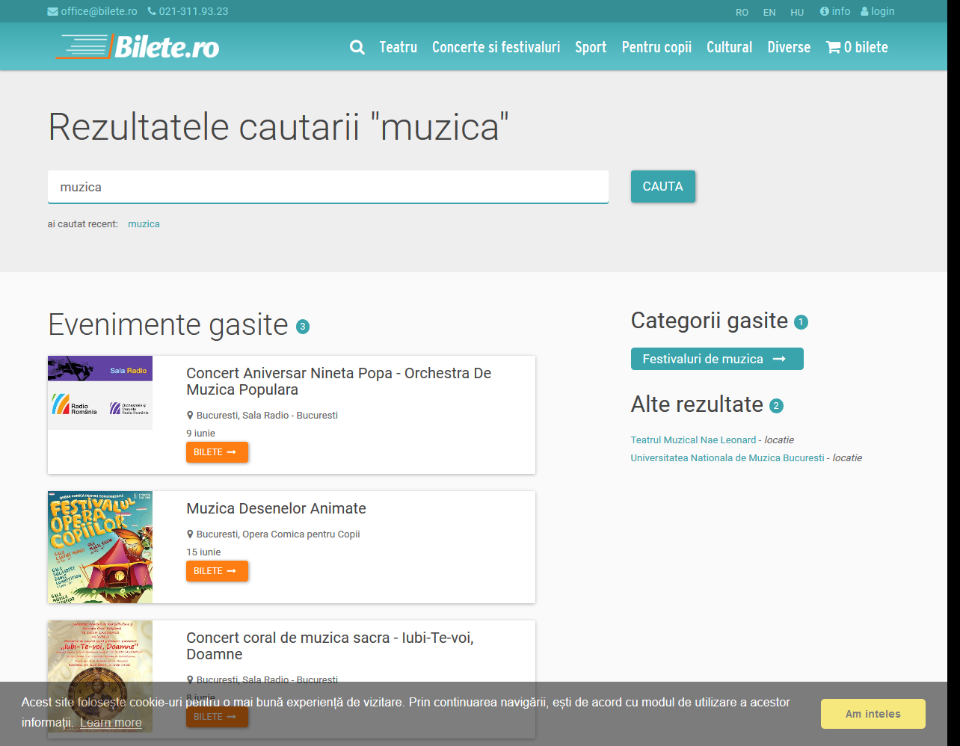 office@bilete.ro 021-311.93.23 RO EN HU info login
Bilete.ro Teatru Concerte si festivaluri Sport Pentru copii Cultural Diverse 0 bilete
Rezultatele cautarii "muzica"
muzica CAUTA
ai cautat recent: muzica
Evenimente gasite 3
Sala Radio
Radio
România
Concert Aniversar Nineta Popa - Orchestra De
Muzica Populara
Bucuresti, Sala Radio - Bucuresti
9 iunie
BILETE
FESTIVALUL
OPERA
COPIILOR
Muzica Desenelor Animate
Bucuresti, Opera Comica pentru Copii
15 iunie
BILETE
„Iubi-Te-voi, Doamne"
Concert coral de muzica sacra - Iubi-Te-voi,
Doamne
Bucuresti, Sala Radio - Bucuresti
8 iunie
BILETE
Categorii gasite 1
Festivaluri de muzica
Alte rezultate 2
Teatrul Muzical Nae Leonard - locatie
Universitatea Nationala de Muzica Bucuresti - locatie
Acest site folosește cookie-uri pentru o mai bună experiență de vizitare. Prin continuarea navigării, ești de acord cu modul de utilizare a acestor
informații. Learn more
Am inteles